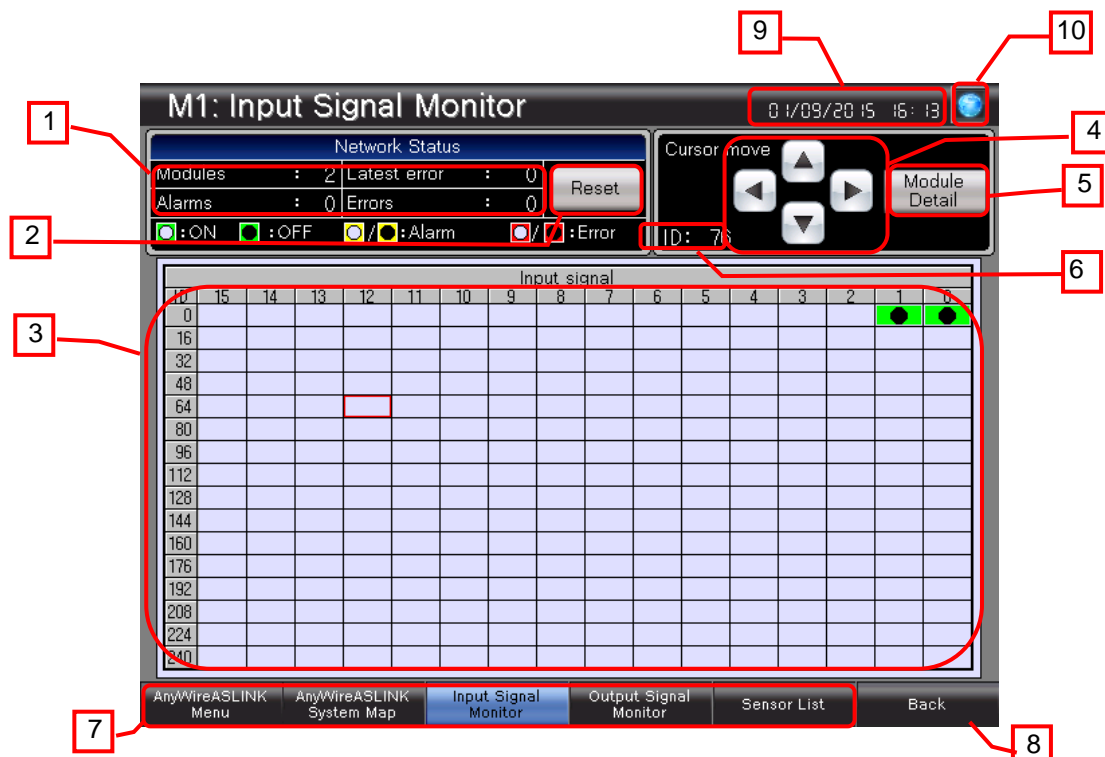 9
10
M1: Input Signal Monitor
01/09/2015 16:13
1
4
Network Status
Cursor move
Modules : 2 Latest error : 0
Reset
Module
Detail
5
Alarms : 0 Errors : 0
2
:ON :OFF / :Alarm / :Error
ID: 76
6
Input signal
ID 15 14 13 12 11 10 9 8 7 6 5 4 3 2 1 0
0
16
3
32
48
64
80
96
112
128
144
160
176
192
208
224
240
AnyWireASLINK
Menu
AnyWireASLINK
System Map
Input Signal
Monitor
Output Signal
Monitor
Sensor List
Back
7
8